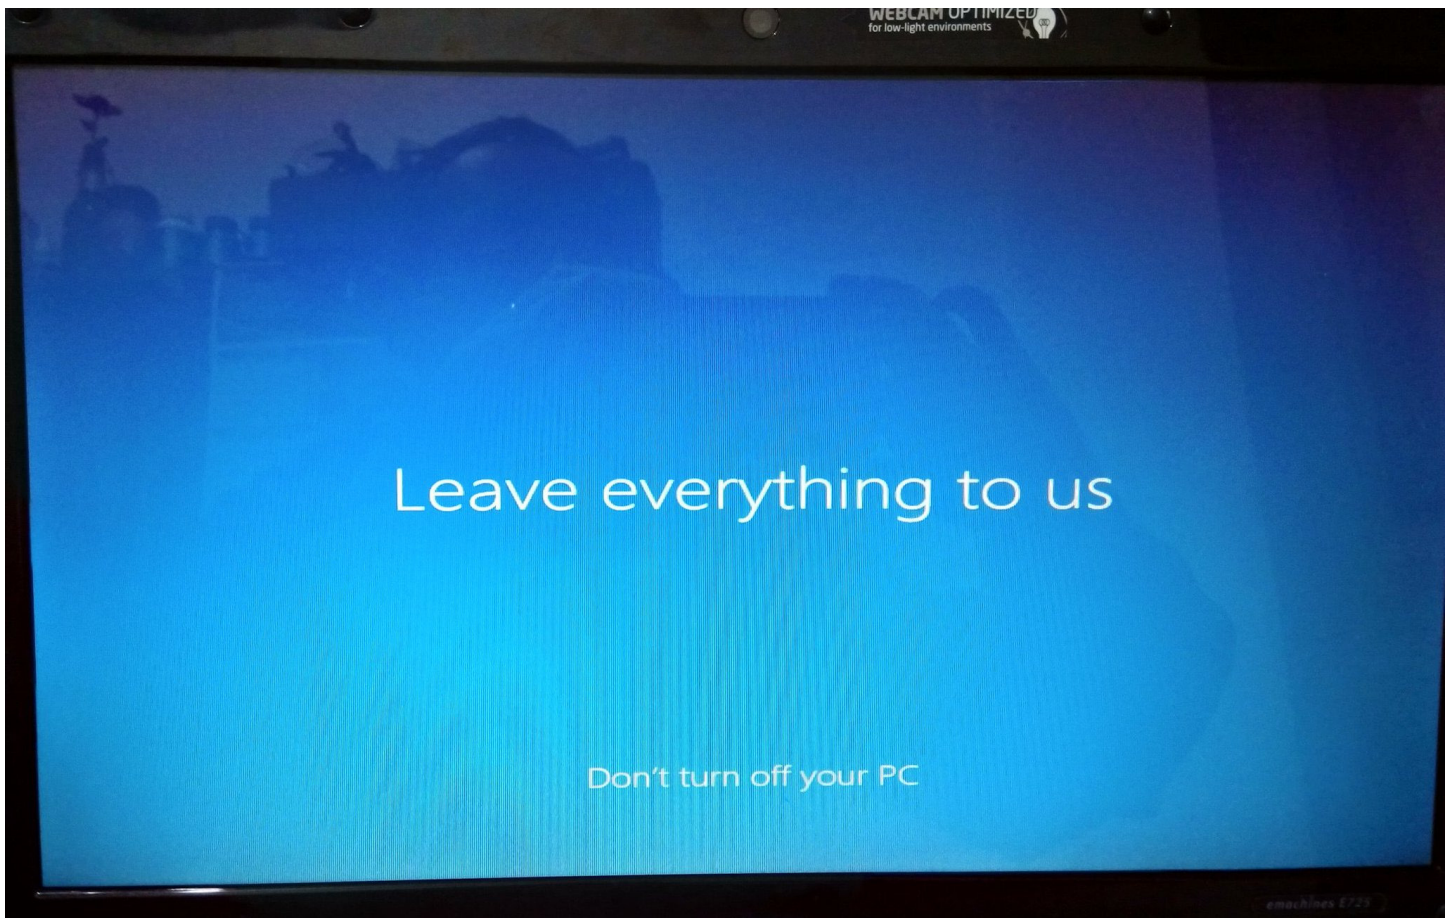 WEBCAM OPTIMIZED
for low-light environments
Leave everything to us
Don't turn off your PC
emachines E725